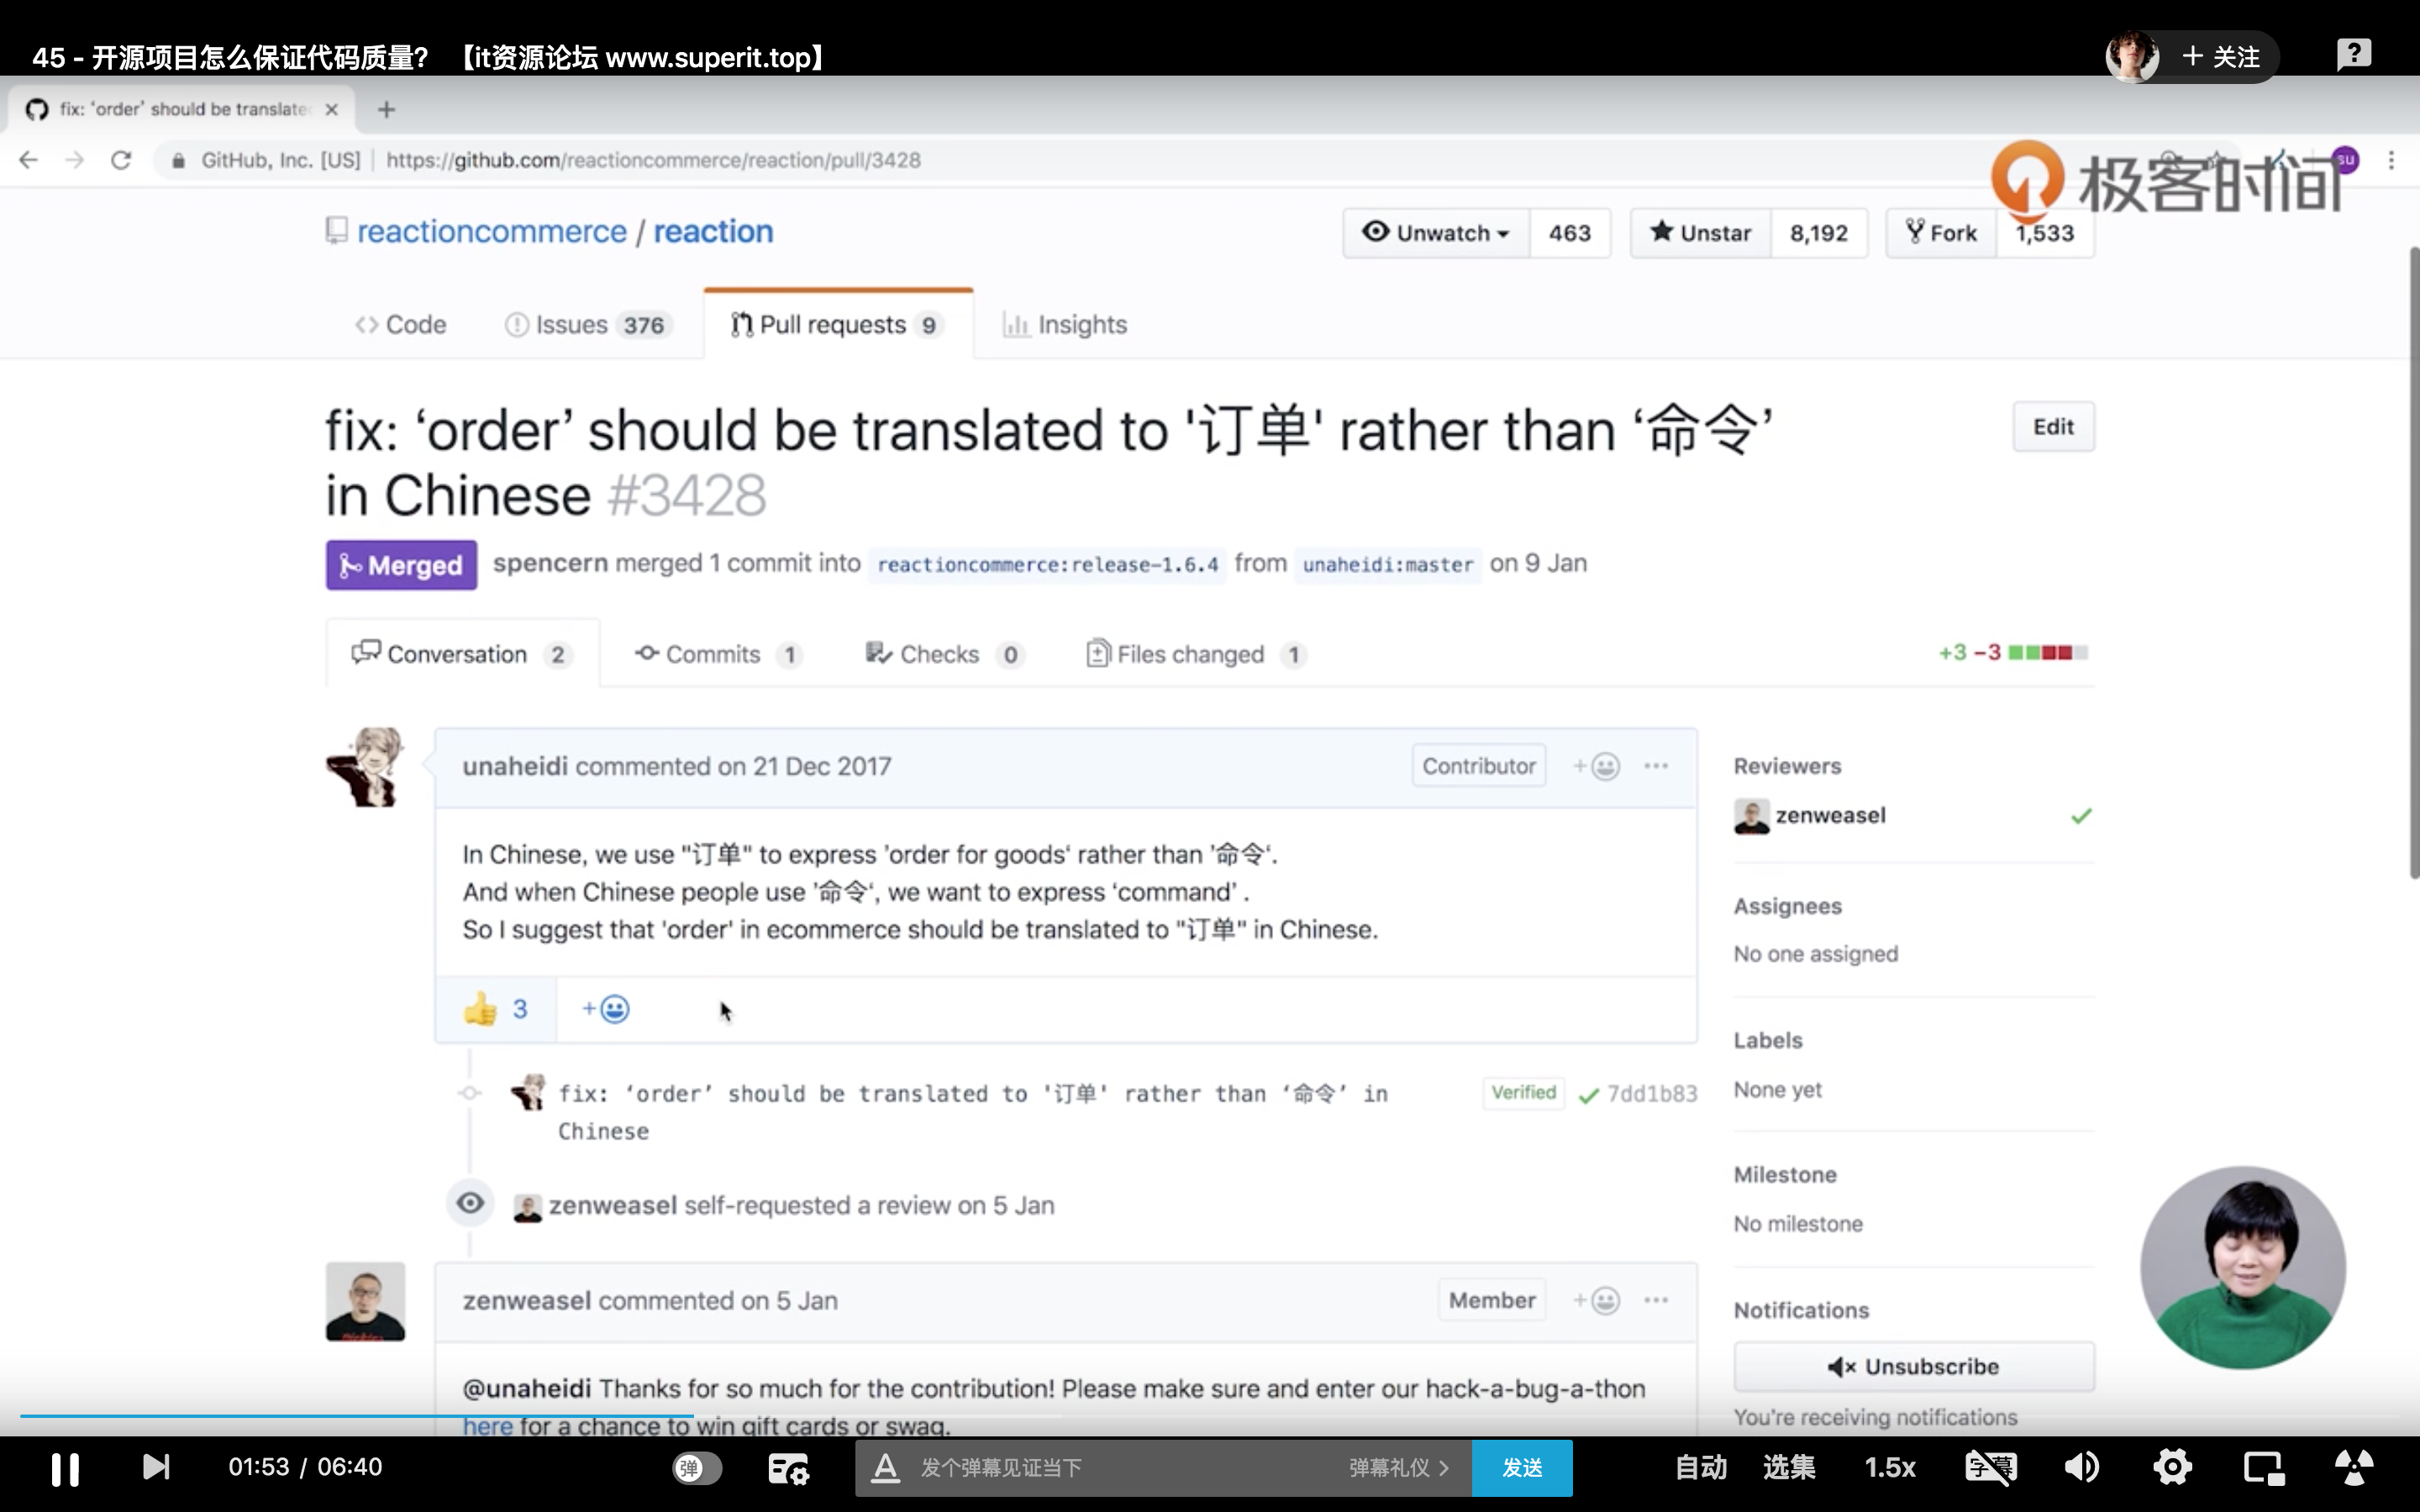 45 - 开源项目怎么保证代码质量? 【it资源论坛 www.superit.top】
+ 关注
fix: ‘order’ should be translate
GitHub, Inc. [US] | https://github.com/reactioncommerce/reaction/pull/3428
su
极客时间
reactioncommerce / reaction
Unwatch 463
Unstar 8,192
Fork 1,533
Code
Issues 376
Pull requests 9
Insights
fix: ‘order’ should be translated to '订单' rather than ‘命令’
in Chinese #3428
Edit
Merged
spencern merged 1 commit into reactioncommerce:release-1.6.4 from unaheidi:master on 9 Jan
Conversation 2
Commits 1
Checks 0
Files changed 1
+3 −3
unaheidi commented on 21 Dec 2017
Contributor
In Chinese, we use "订单" to express ’order for goods‘ rather than ’命令‘.
And when Chinese people use ’命令‘, we want to express ‘command’ .
So I suggest that 'order' in ecommerce should be translated to "订单" in Chinese.
3
fix: ‘order’ should be translated to '订单' rather than ‘命令’ in
Chinese
Verified
7dd1b83
zenweasel self-requested a review on 5 Jan
zenweasel commented on 5 Jan
Member
@unaheidi Thanks for so much for the contribution! Please make sure and enter our hack-a-bug-a-thon
here for a chance to win gift cards or swag.
Reviewers
zenweasel
Assignees
No one assigned
Labels
None yet
Milestone
No milestone
Notifications
Unsubscribe
You’re receiving notifications
01:53 / 06:40
弹
发个弹幕见证当下
弹幕礼仪 >
发送
自动
选集
1.5x
字幕